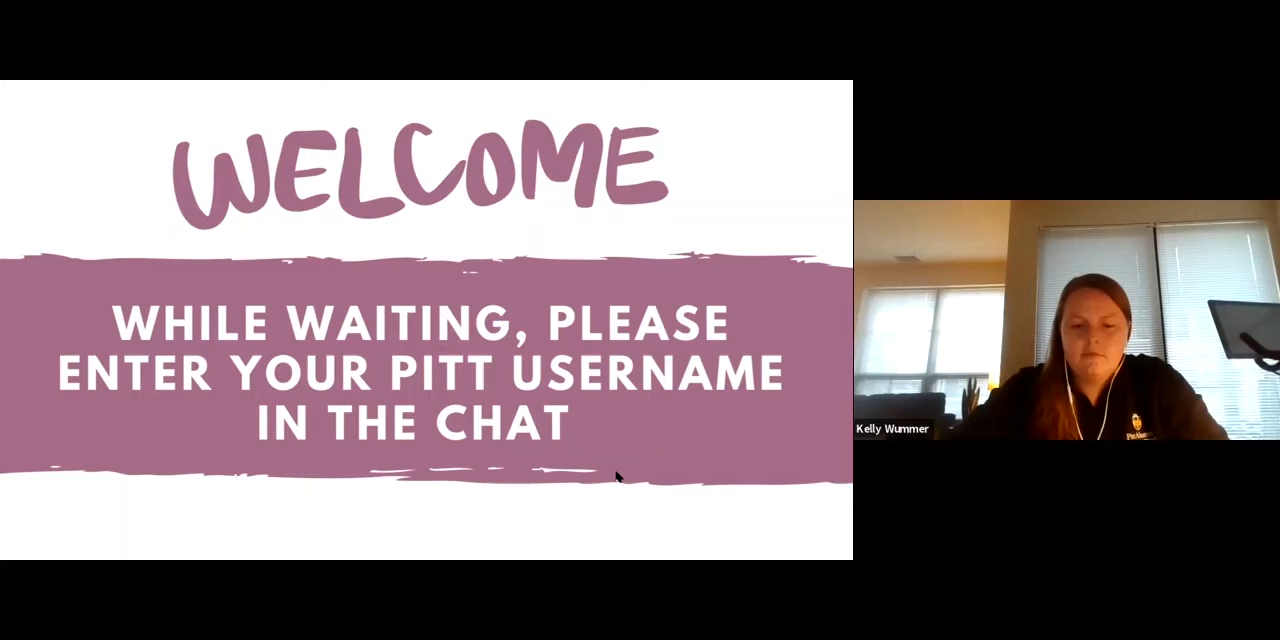 WELCOME
WHILE WAITING, PLEASE
ENTER YOUR PITT USERNAME
IN THE CHAT
Kelly Wummer